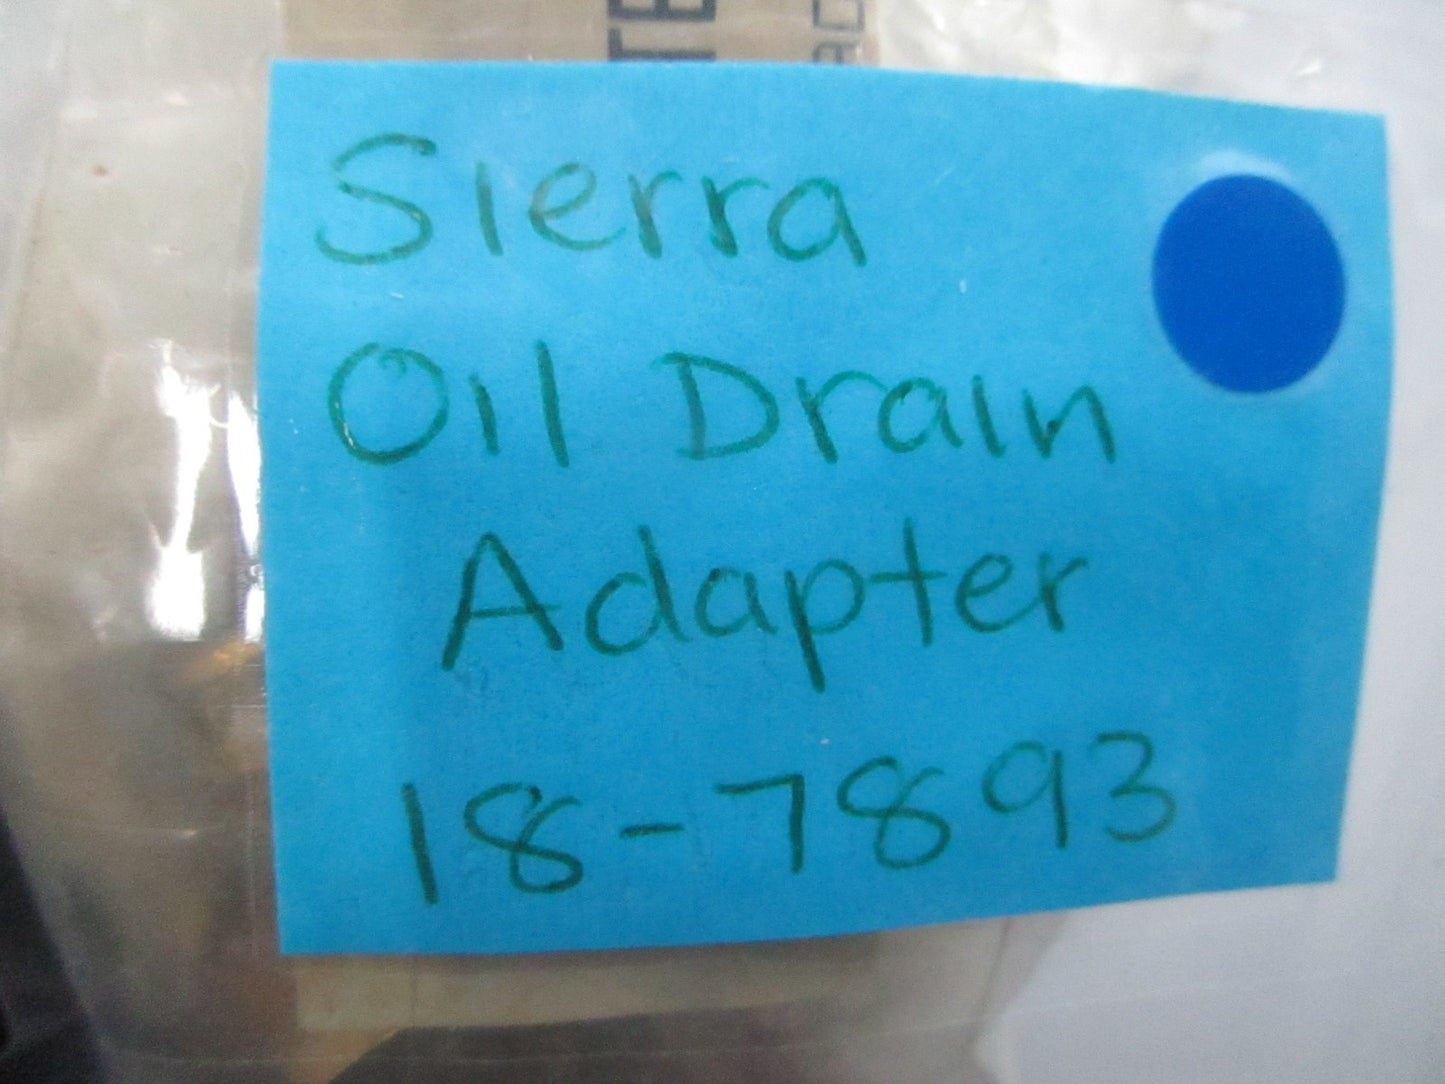 Sierra
Oil Drain
Adapter
18-7893